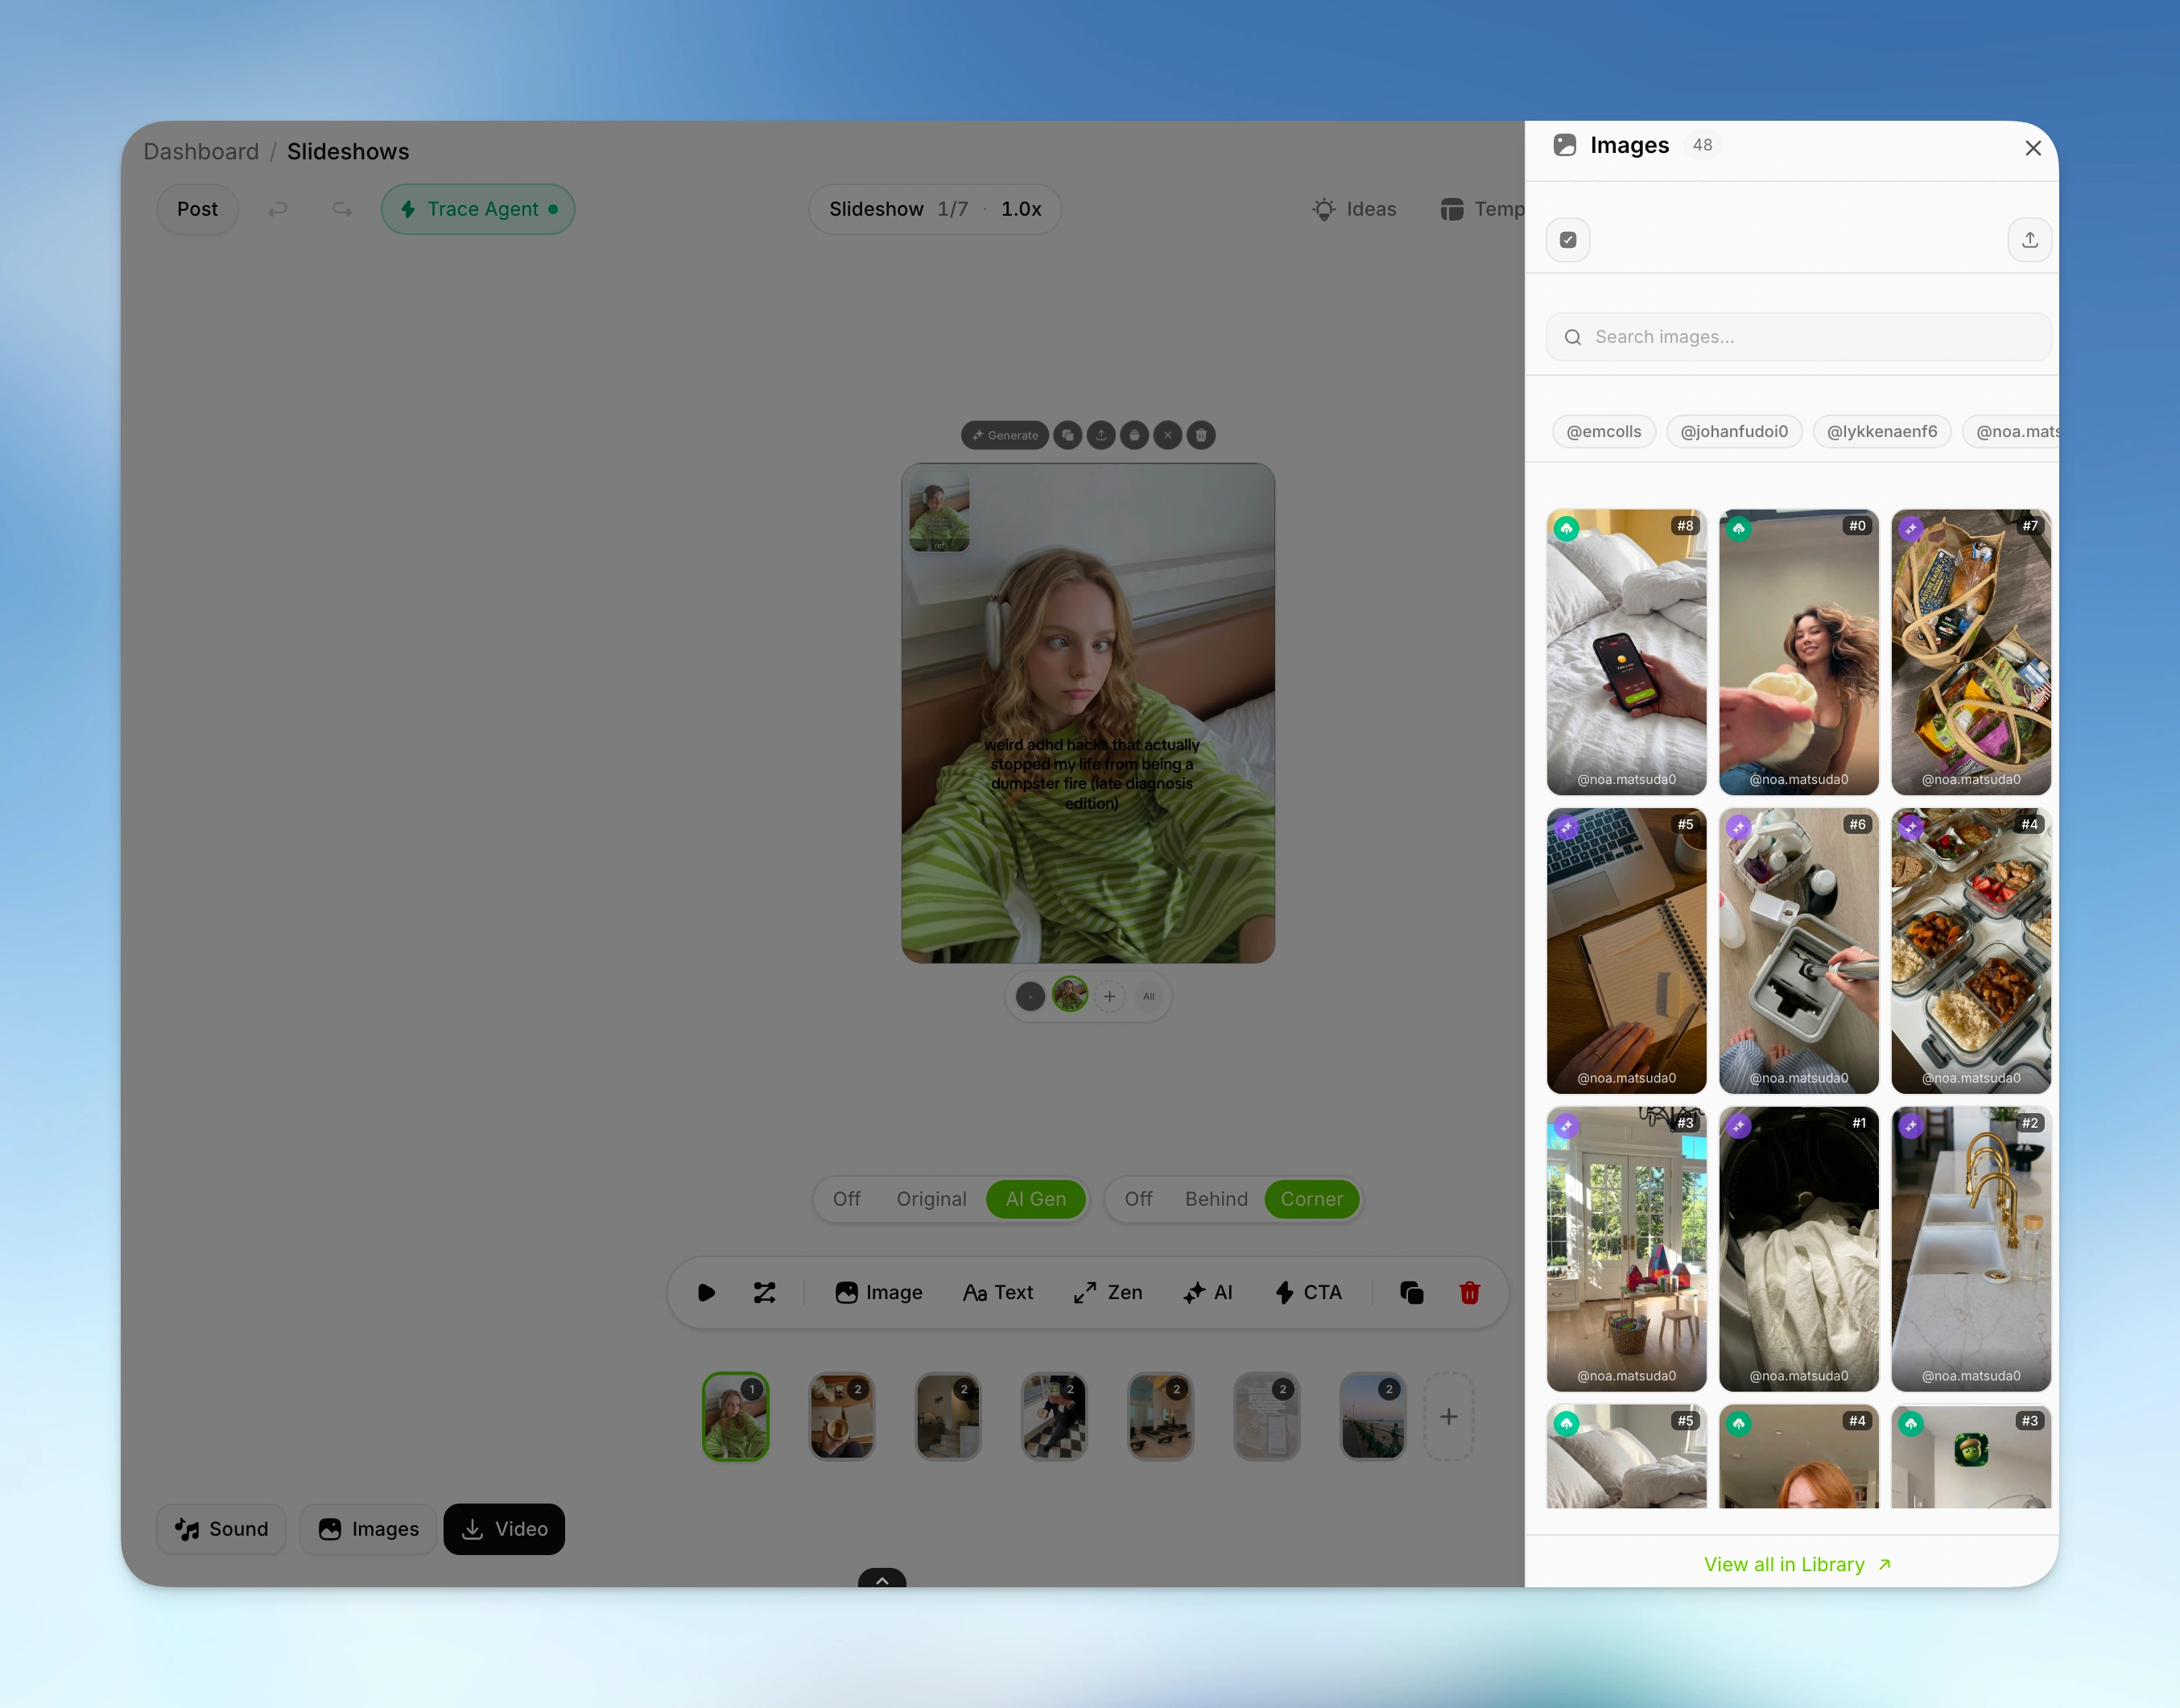 Dashboard / Slideshows
Post
Trace Agent
Slideshow 1/7 · 1.0x
Ideas
Temp
Generate
ref
weird adhd hacks that actually
stopped my life from being a
dumpster fire (late diagnosis
edition)
All
Off Original AI Gen
Off Behind Corner
Image
Aa Text
Zen
AI
CTA
1
2
2
2
2
2
2
Sound
Images
Video
Images 48
Search images...
@emcolls
@johanfudoi0
@lykkenaenf6
@noa.mats
#8
@noa.matsuda0
#0
@noa.matsuda0
#7
PASTURE RAISED
@noa.matsuda0
#5
@noa.matsuda0
#6
@noa.matsuda0
#4
@noa.matsuda0
#3
@noa.matsuda0
#1
@noa.matsuda0
#2
@noa.matsuda0
#5
#4
#3
View all in Library